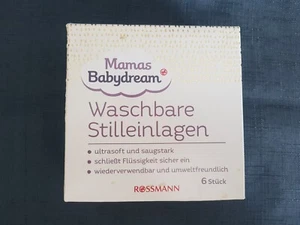 Mamas
Babydream
Waschbare
Stilleinlagen
ultrasoft und saugstark
schließt Flüssigkeit sicher ein
wiederverwendbar und umweltfreundlich
6 Stück
ROSSMANN